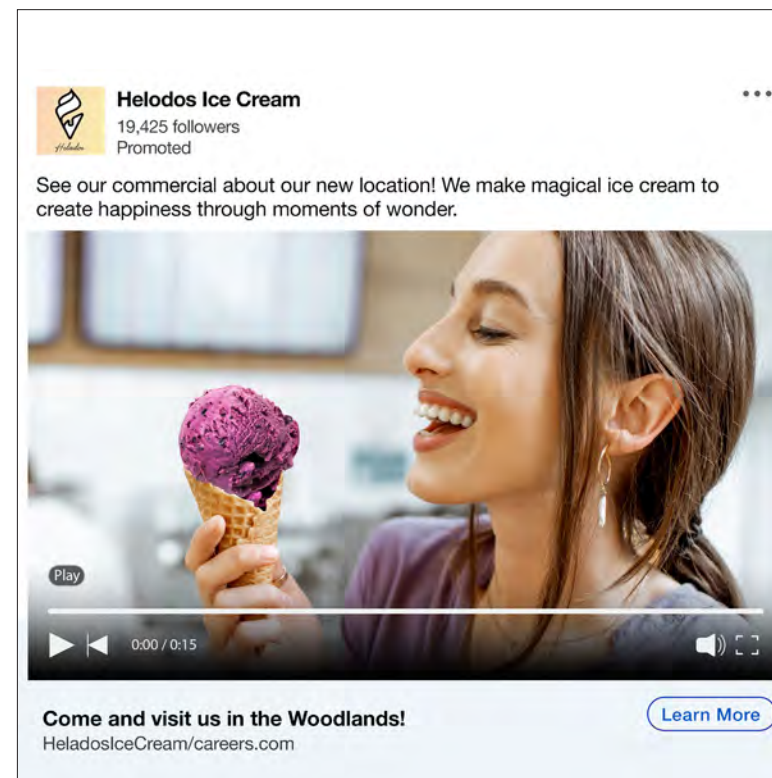 Helodos Ice Cream
19,425 followers
Helados
Promoted
See our commercial about our new location! We make magical ice cream to
create happiness through moments of wonder.
Play
0:00 / 0:15
Come and visit us in the Woodlands!
Learn More
HeladosIceCream/careers.com